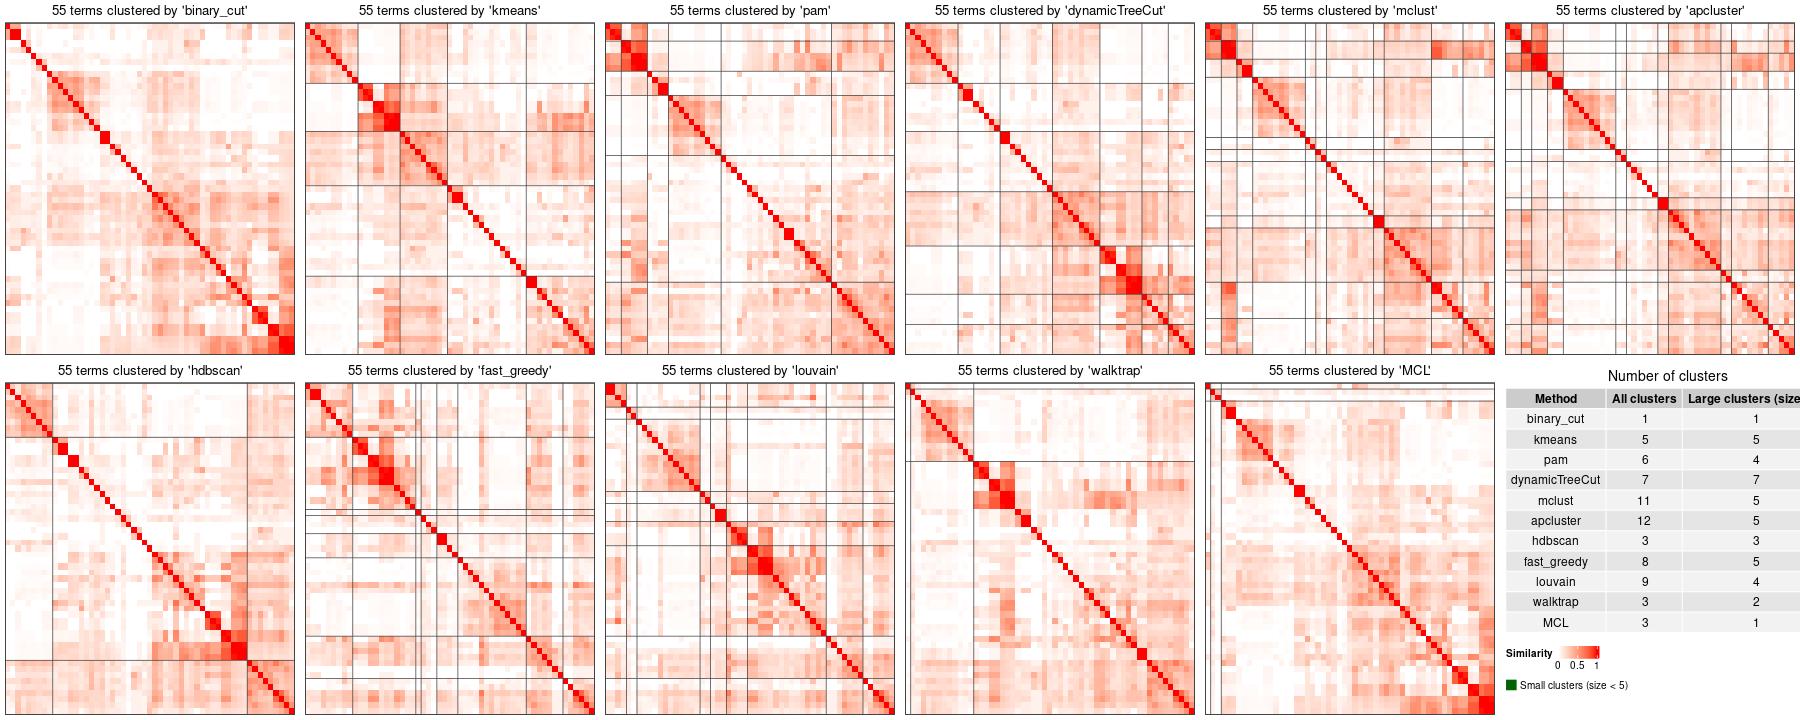 55 terms clustered by 'binary_cut'
55 terms clustered by 'kmeans'
55 terms clustered by 'pam'
55 terms clustered by 'dynamicTreeCut'
55 terms clustered by 'mclust'
55 terms clustered by 'apcluster'
55 terms clustered by 'hdbscan'
55 terms clustered by 'fast_greedy'
55 terms clustered by 'louvain'
55 terms clustered by 'walktrap'
55 terms clustered by 'MCL'
Number of clusters
Method All clusters Large clusters (size
binary_cut 1 1
kmeans 5 5
pam 6 4
dynamicTreeCut 7 7
mclust 11 5
apcluster 12 5
hdbscan 3 3
fast_greedy 8 5
louvain 9 4
walktrap 3 2
MCL 3 1
Similarity
0 0.5 1
Small clusters (size < 5)